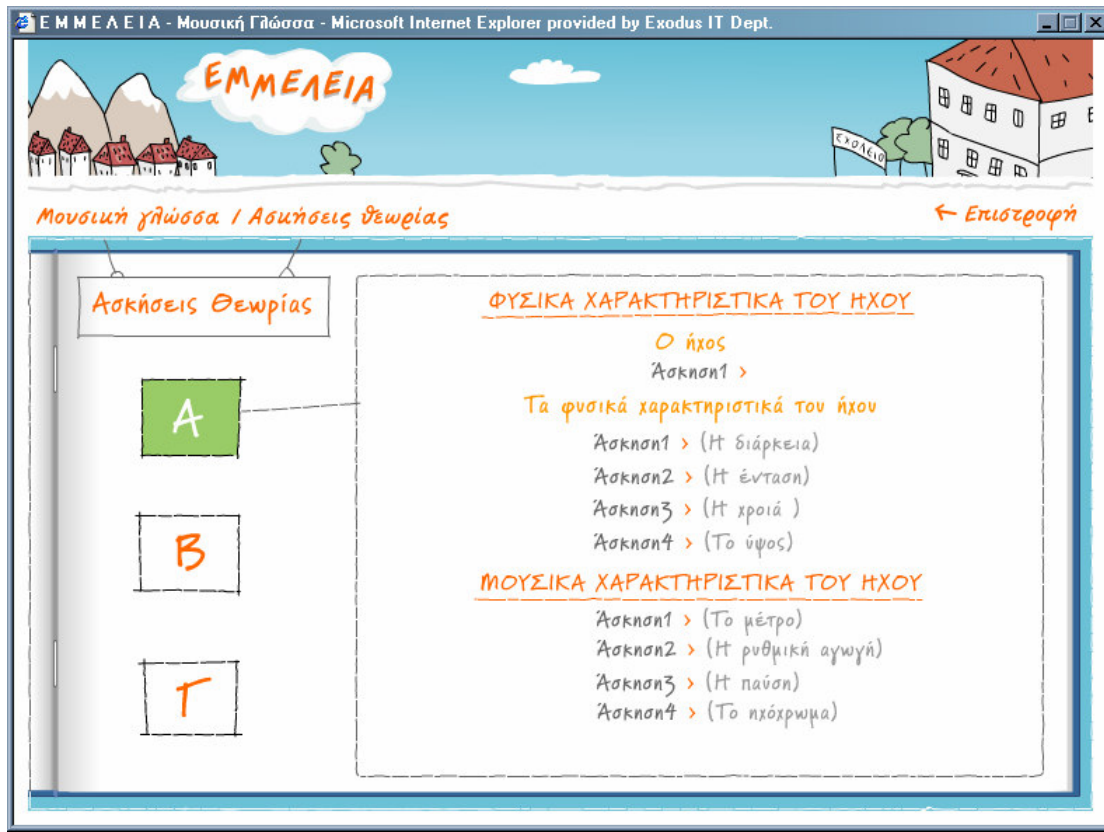 Ε Μ Μ Ε Λ Ε Ι Α - Μουσική Γλώσσα - Microsoft Internet Explorer provided by Exodus IT Dept.
ΕΜΜΕΛΕΙΑ
ΣΧΟΛΕΙΟ
Μουσική γλώσσα / Ασκήσεις θεωρίας
← Επιστροφή
Ασκήσεις Θεωρίας
Α
Β
Γ
ΦΥΣΙΚΑ ΧΑΡΑΚΤΗΡΙΣΤΙΚΑ ΤΟΥ ΗΧΟΥ
Ο ήχος
Άσκηση1 >
Τα φυσικά χαρακτηριστικά του ήχου
Άσκηση1 > (Η διάρκεια)
Άσκηση2 > (Η ένταση)
Άσκηση3 > (Η χροιά )
Άσκηση4 > (Το ύψος)
ΜΟΥΣΙΚΑ ΧΑΡΑΚΤΗΡΙΣΤΙΚΑ ΤΟΥ ΗΧΟΥ
Άσκηση1 > (Το μέτρο)
Άσκηση2 > (Η ρυθμική αγωγή)
Άσκηση3 > (Η παύση)
Άσκηση4 > (Το ηχόχρωμα)